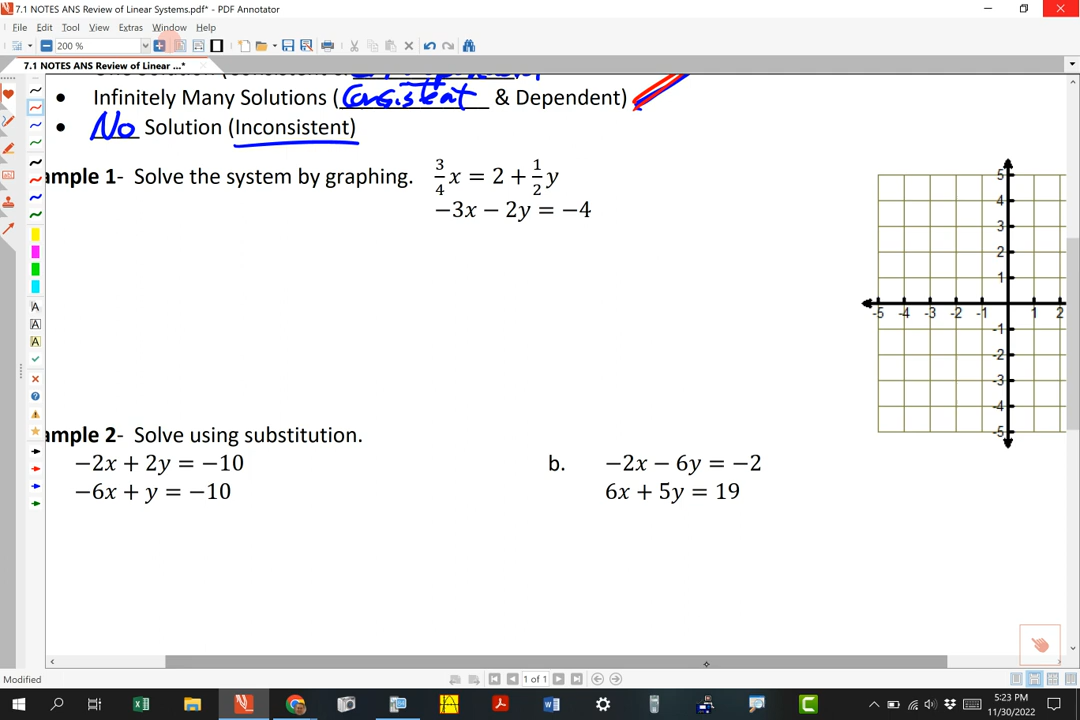 7.1 NOTES ANS Review of Linear Systems.pdf* - PDF Annotator
File Edit Tool View Extras Window Help
200 %
7.1 NOTES ANS Review of Linear ...*
• Infinitely Many Solutions (Consistent & Dependent)
• No Solution (Inconsistent)
ample 1- Solve the system by graphing. 3/4 x = 2 + 1/2 y
−3x − 2y = −4
5
4
3
2
1
-5 -4 -3 -2 -1 1 2
-1
-2
-3
-4
-5
ample 2- Solve using substitution.
−2x + 2y = −10 b. −2x − 6y = −2
−6x + y = −10 6x + 5y = 19
1 of 1
Modified
5:23 PM
11/30/2022